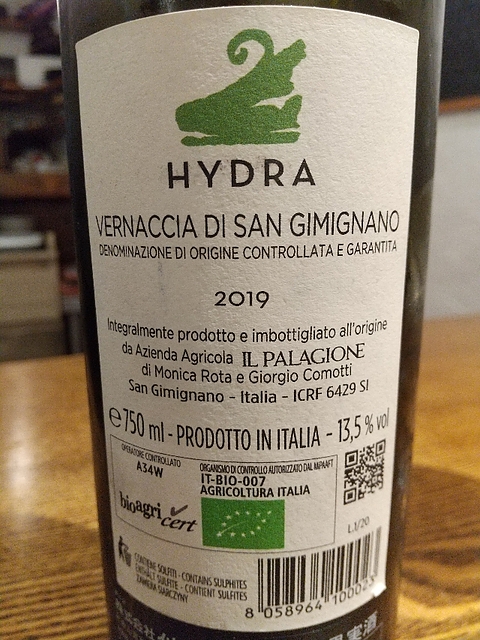 HYDRA
VERNACCIA DI SAN GIMIGNANO
DENOMINAZIONE DI ORIGINE CONTROLLATA E GARANTITA
2019
Integralmente prodotto e imbottigliato all'origine
da Azienda Agricola IL PALAGIONE
di Monica Rota e Giorgio Comotti
San Gimignano - Italia - ICRF 6429 SI
℮ 750 ml - PRODOTTO IN ITALIA - 13,5 % vol
OPERATORE CONTROLLATO
A34W
ORGANISMO DI CONTROLLO AUTORIZZATO DAL MIPAAFT
IT-BIO-007
AGRICOLTURA ITALIA
bioagricert
L.1/20
CONTIENE SOLFITI - CONTAINS SULPHITES
ENTHÄLT SULFITE - CONTIENT SULFITES
ZAWIERA SIARCZYNY
8 058964 10002